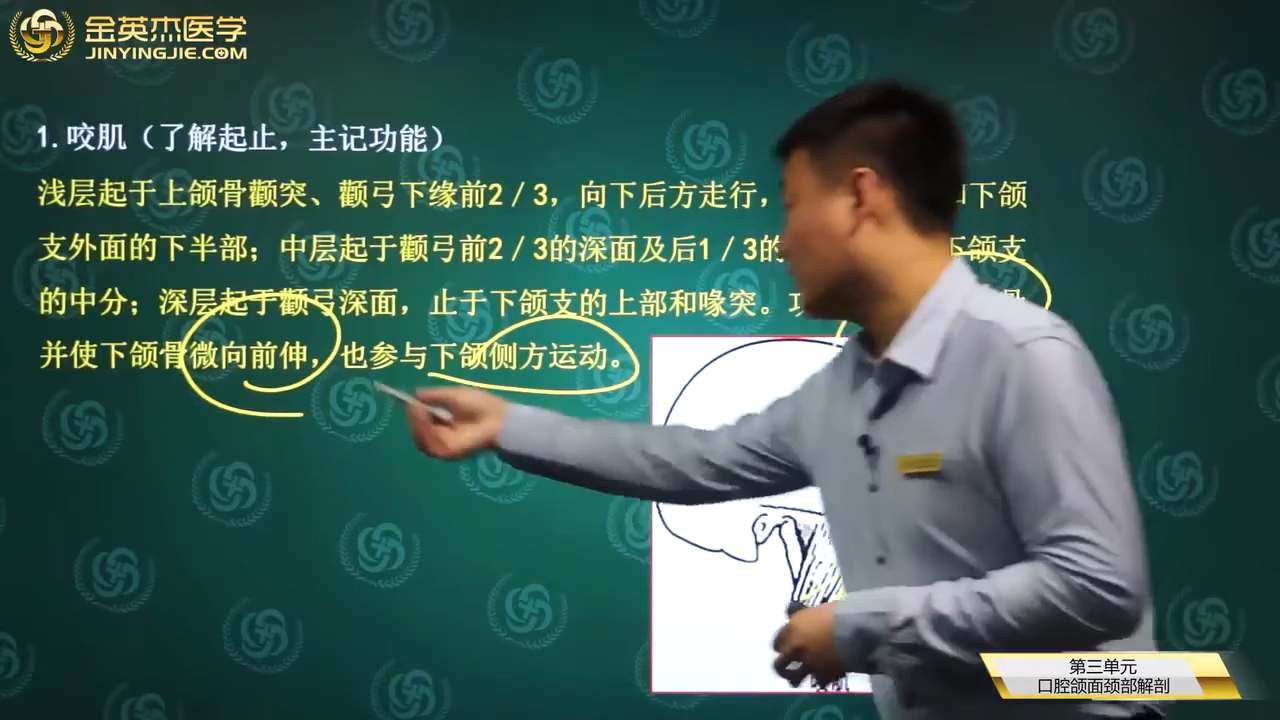 金英杰医学
JINYINGJIE.COM
1.咬肌（了解起止，主记功能）
浅层起于上颌骨颧突、颧弓下缘前2/3，向下后方走行，
下颌
支外面的下半部；中层起于颧弓前2/3的深面及后1/3的
下颌支
的中分；深层起于颧弓深面，止于下颌支的上部和喙突。
并使下颌骨微向前伸，也参与下颌侧方运动。
第三单元
口腔颌面颈部解剖